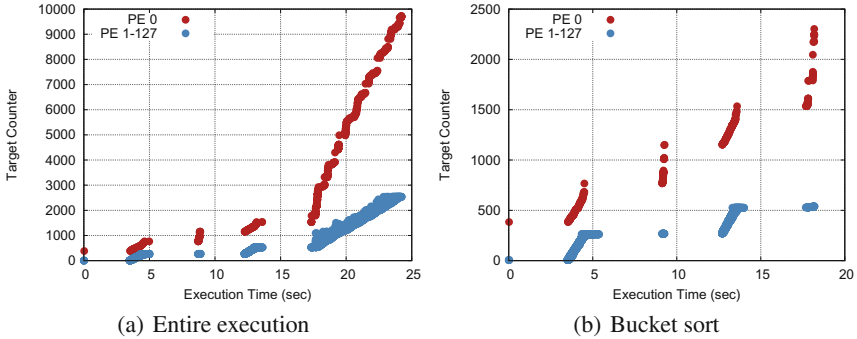 10000
9000
8000
7000
6000
5000
4000
3000
2000
1000
0
Target Counter
PE 0
PE 1-127
0 5 10 15 20 25
Execution Time (sec)
(a) Entire execution
2500
2000
1500
1000
500
0
Target Counter
PE 0
PE 1-127
0 5 10 15 20
Execution Time (sec)
(b) Bucket sort